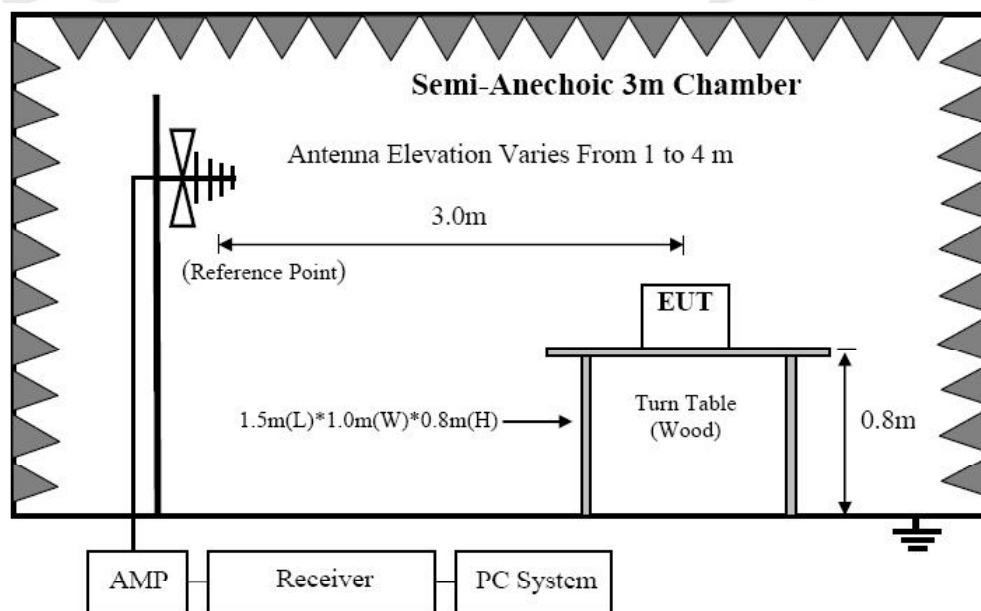 Semi-Anechoic 3m Chamber
Antenna Elevation Varies From 1 to 4 m
3.0m
(Reference Point)
EUT
1.5m(L)*1.0m(W)*0.8m(H)
Turn Table
(Wood)
0.8m
AMP
Receiver
PC System